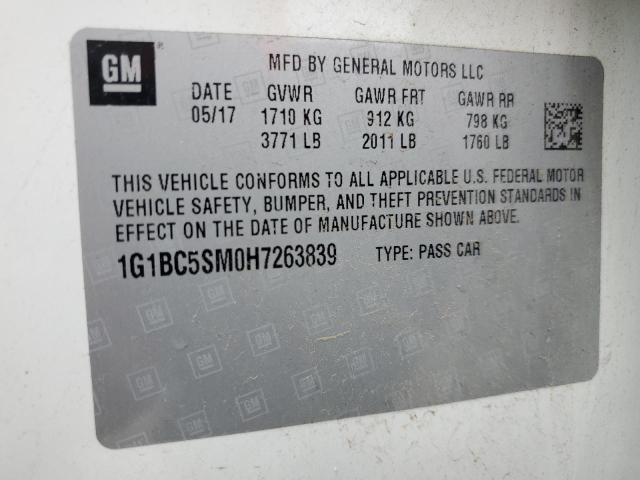 GM
MFD BY GENERAL MOTORS LLC
DATE GVWR GAWR FRT GAWR RR
05/17 1710 KG 912 KG 798 KG
3771 LB 2011 LB 1760 LB
THIS VEHICLE CONFORMS TO ALL APPLICABLE U.S. FEDERAL MOTOR
VEHICLE SAFETY, BUMPER, AND THEFT PREVENTION STANDARDS IN
EFFECT ON THE DATE OF MANUFACTURE SHOWN ABOVE.
1G1BC5SM0H7263839 TYPE: PASS CAR